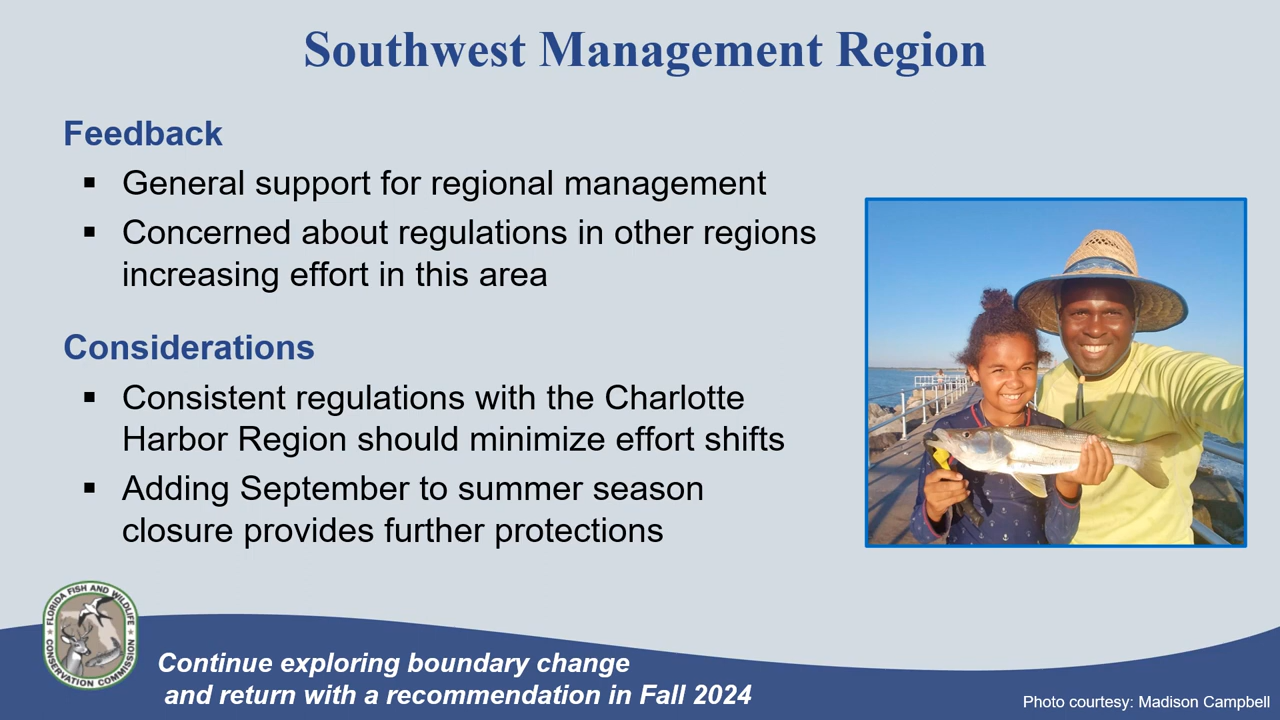 Southwest Management Region
Feedback
▪ General support for regional management
▪ Concerned about regulations in other regions
increasing effort in this area
Considerations
▪ Consistent regulations with the Charlotte
Harbor Region should minimize effort shifts
▪ Adding September to summer season
closure provides further protections
FLORIDA FISH AND WILDLIFE
CONSERVATION COMMISSION
Continue exploring boundary change
and return with a recommendation in Fall 2024
Photo courtesy: Madison Campbell